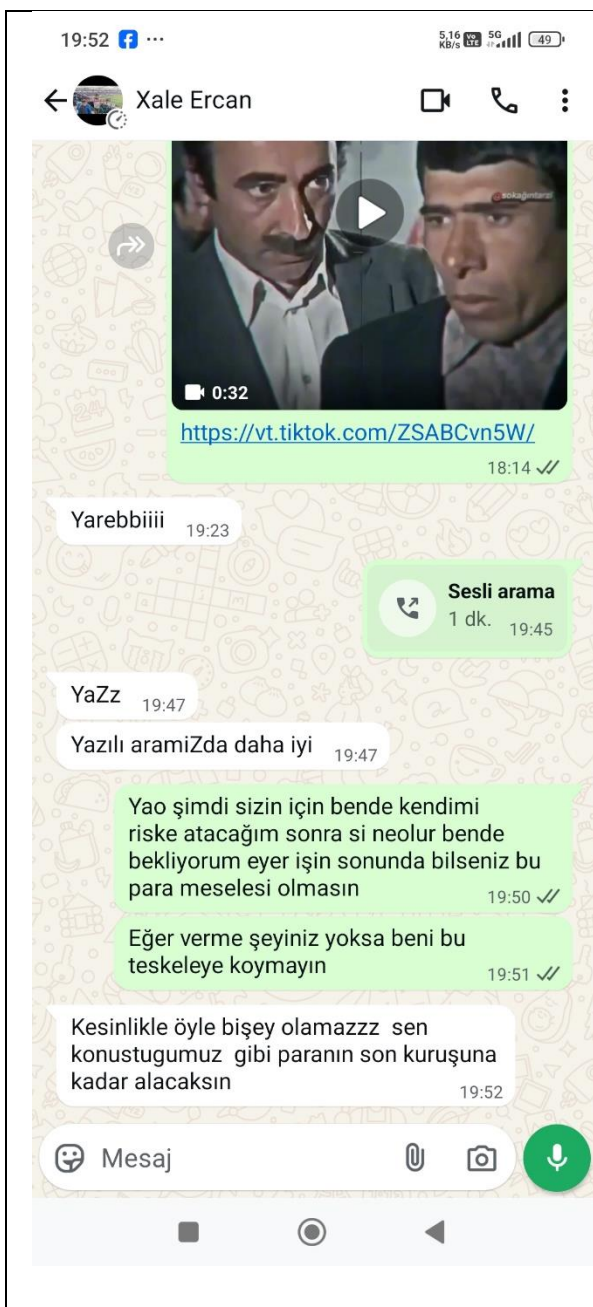 19:52 ...
5,16 KB/s Vo LTE 5G 49
Xale Ercan
@sokağıntarzi
0:32
https://vt.tiktok.com/ZSABCvn5W/
18:14
Yarebbiiii 19:23
Sesli arama
1 dk. 19:45
YaZz 19:47
Yazılı aramiZda daha iyi 19:47
Yao şimdi sizin için bende kendimi
riske atacağım sonra si neolur bende
bekliyorum eyer işin sonunda bilseniz bu
para meselesi olmasın 19:50
Eğer verme şeyiniz yoksa beni bu
teskeleye koymayın 19:51
Kesinlikle öyle bişey olamazzz sen
konustugumuz gibi paranın son kuruşuna
kadar alacaksın 19:52
Mesaj